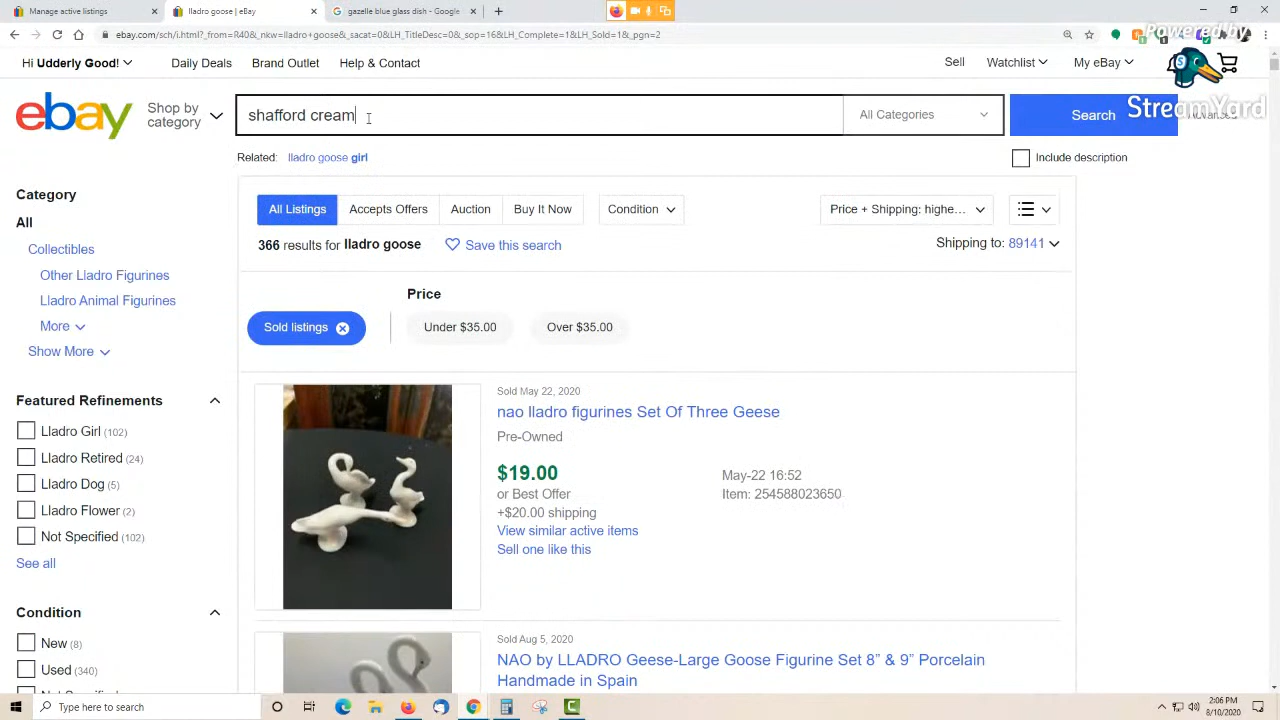 Manage active listings
lladro goose | eBay
gazelle blue glass dish - Google
ebay.com/sch/i.html?_from=R40&_nkw=lladro+goose&_sacat=0&LH_TitleDesc=0&_sop=16&LH_Complete=1&LH_Sold=1&_pgn=2
Powered by
Hi Udderly Good!
Daily Deals
Brand Outlet
Help & Contact
Sell
Watchlist
My eBay
StreamYard
ebay
Shop by
category
shafford cream
All Categories
Search
Advanced
Related: lladro goose girl
Include description
Category
All
Collectibles
Other Lladro Figurines
Lladro Animal Figurines
More
Show More
All Listings
Accepts Offers
Auction
Buy It Now
Condition
Price + Shipping: highe...
366 results for lladro goose
Save this search
Shipping to: 89141
Price
Sold listings
Under $35.00
Over $35.00
Featured Refinements
Lladro Girl (102)
Lladro Retired (24)
Lladro Dog (5)
Lladro Flower (2)
Not Specified (102)
See all
Condition
New (8)
Used (340)
Sold May 22, 2020
nao lladro figurines Set Of Three Geese
Pre-Owned
$19.00
May-22 16:52
or Best Offer
Item: 254588023650
+$20.00 shipping
View similar active items
Sell one like this
Sold Aug 5, 2020
NAO by LLADRO Geese-Large Goose Figurine Set 8” & 9” Porcelain
Handmade in Spain
Type here to search
2:06 PM
8/10/2020